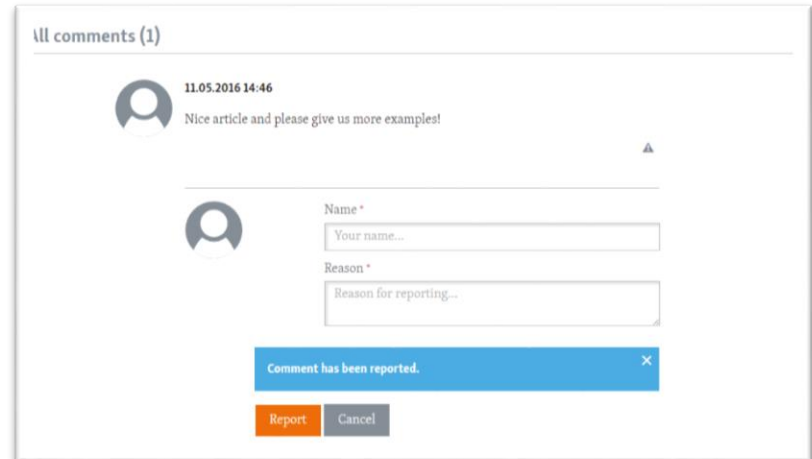 All comments (1)
11.05.2016 14:46
Nice article and please give us more examples!
Name *
Your name...
Reason *
Reason for reporting...
Comment has been reported.
×
Report Cancel